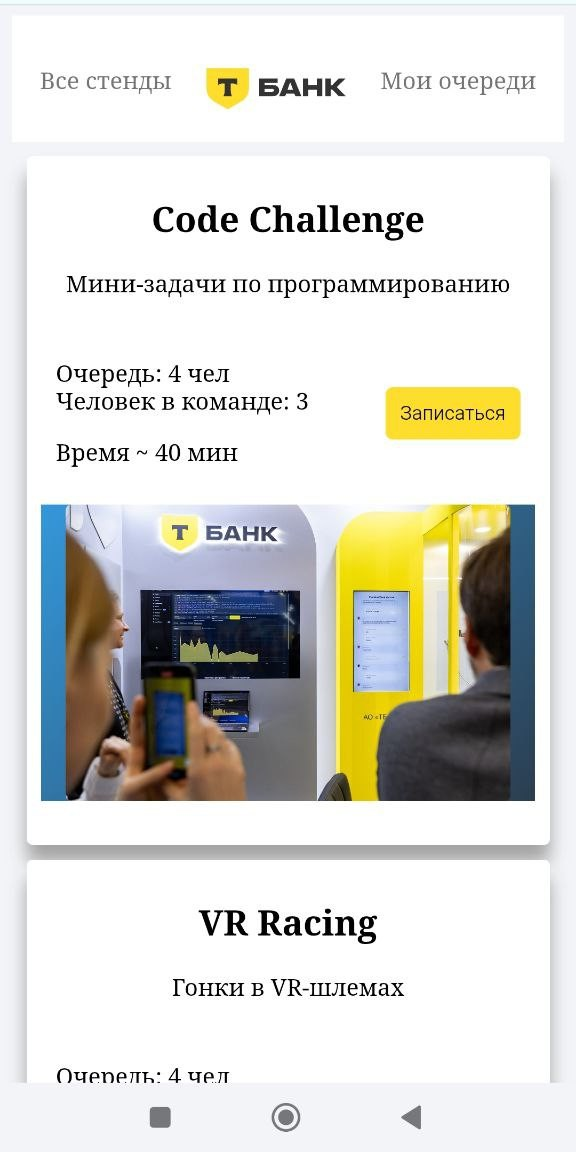 Все стенды
Т БАНК
Мои очереди
Code Challenge
Мини-задачи по программированию
Очередь: 4 чел
Человек в команде: 3
Записаться
Время ~ 40 мин
Т БАНК
VR Racing
Гонки в VR-шлемах
Очередь: 4 чел